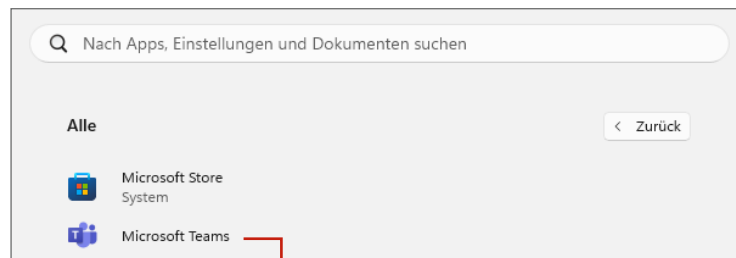 Nach Apps, Einstellungen und Dokumenten suchen
Alle
Zurück
Microsoft Store
System
Microsoft Teams